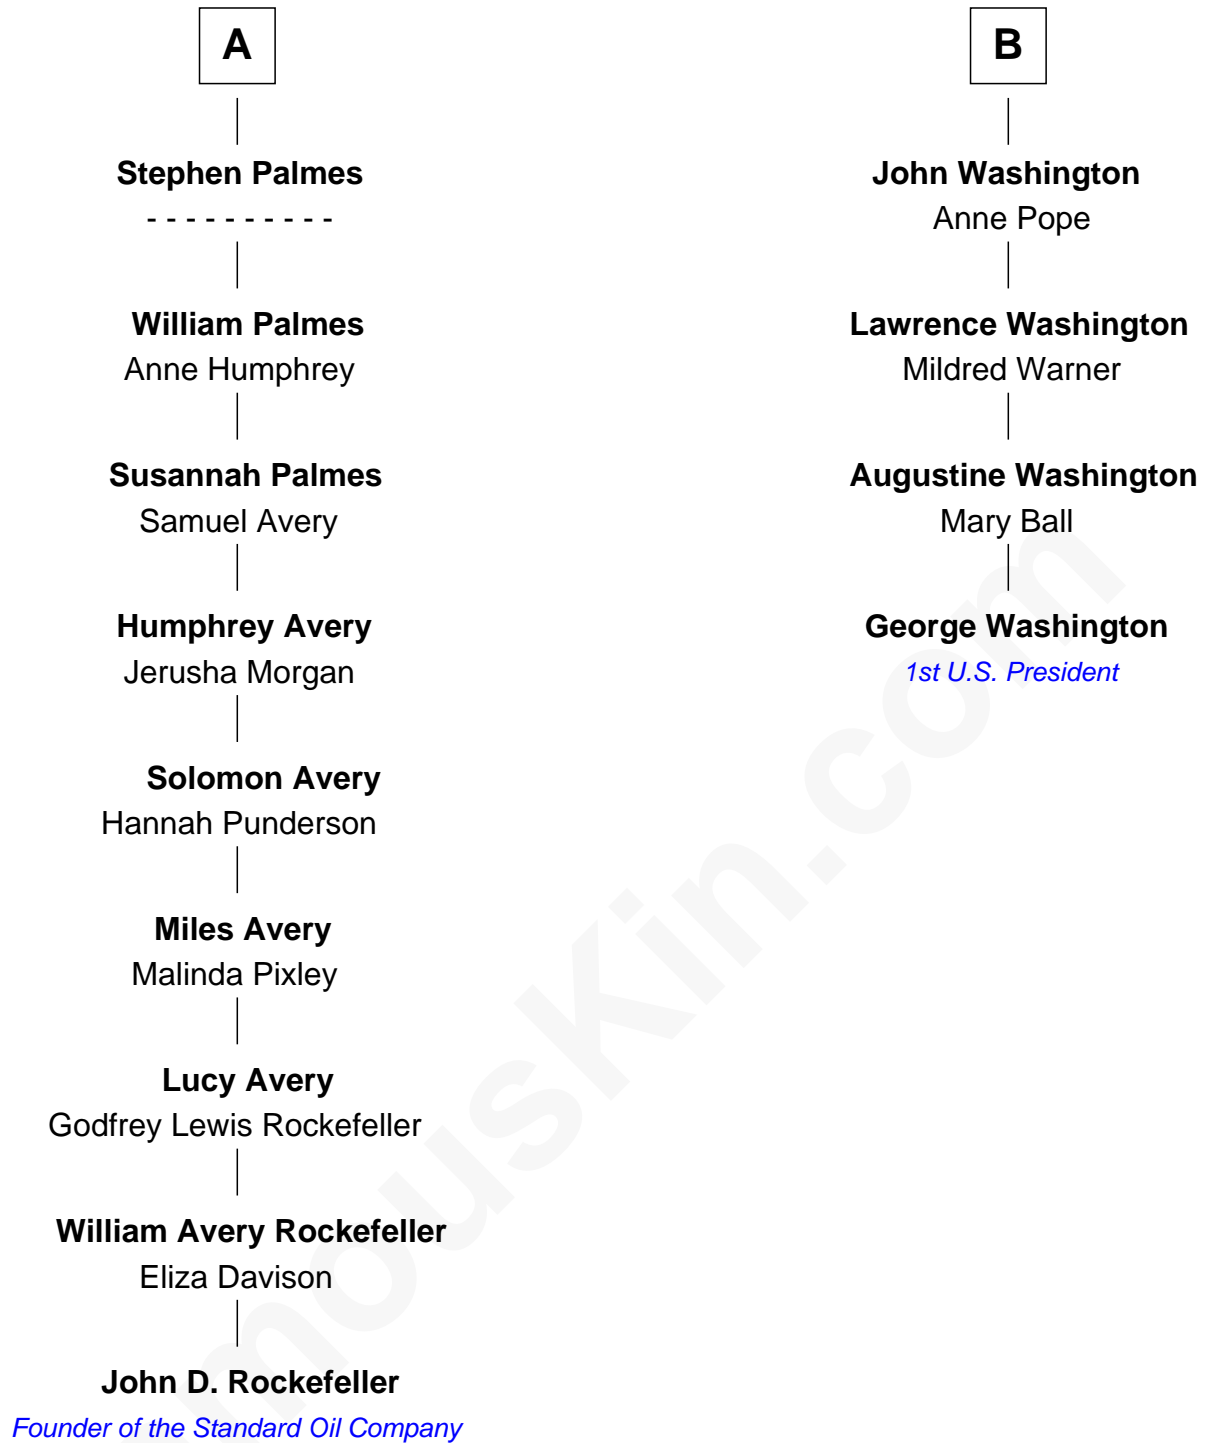 A
Stephen Palmes
- - - - - - - - - -
William Palmes
Anne Humphrey
Susannah Palmes
Samuel Avery
Humphrey Avery
Jerusha Morgan
Solomon Avery
Hannah Punderson
Miles Avery
Malinda Pixley
Lucy Avery
Godfrey Lewis Rockefeller
William Avery Rockefeller
Eliza Davison
John D. Rockefeller
Founder of the Standard Oil Company
B
John Washington
Anne Pope
Lawrence Washington
Mildred Warner
Augustine Washington
Mary Ball
George Washington
1st U.S. President
mousKin.com